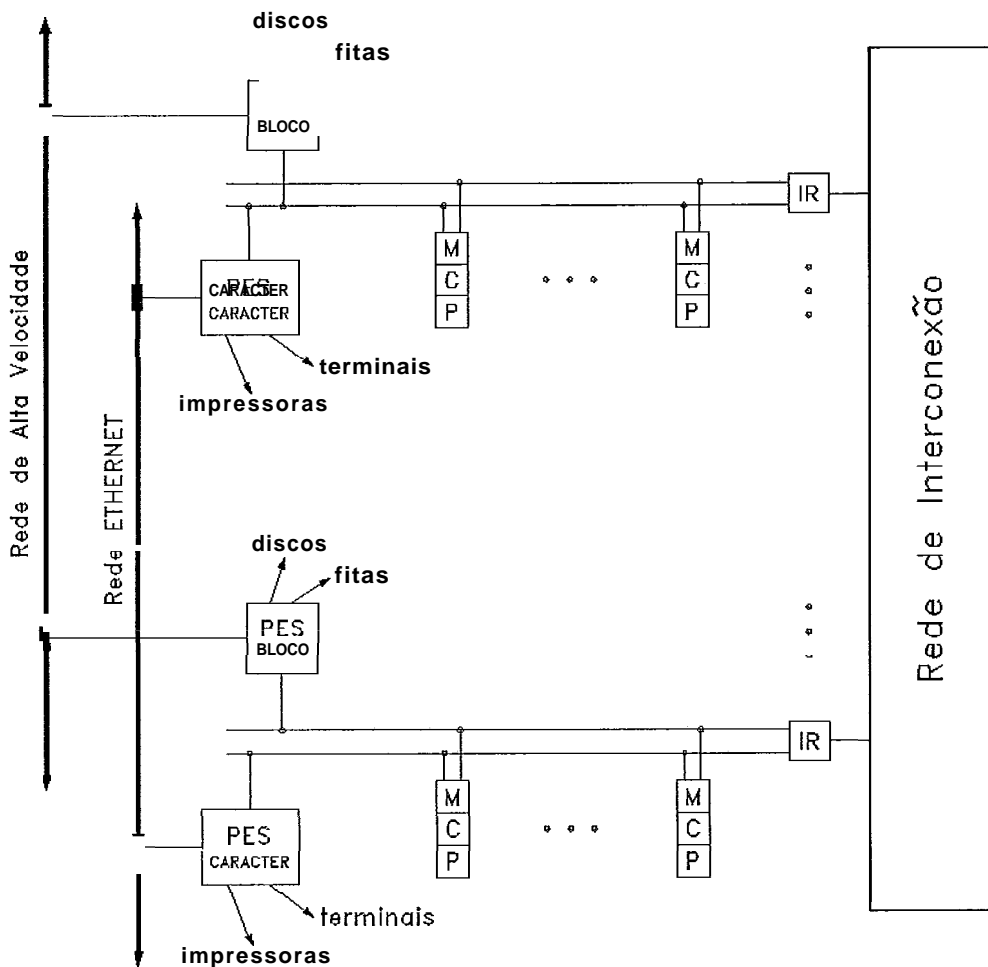 discos
fitas
BLOCO
IR
M M
C C
P P
PES
CARACTER
CARACTER
terminais
impressoras
Rede de Alta Velocidade
Rede ETHERNET
Rede de Interconexão
discos
fitas
PES
BLOCO
IR
M M
C C
P P
PES
CARACTER
terminais
impressoras